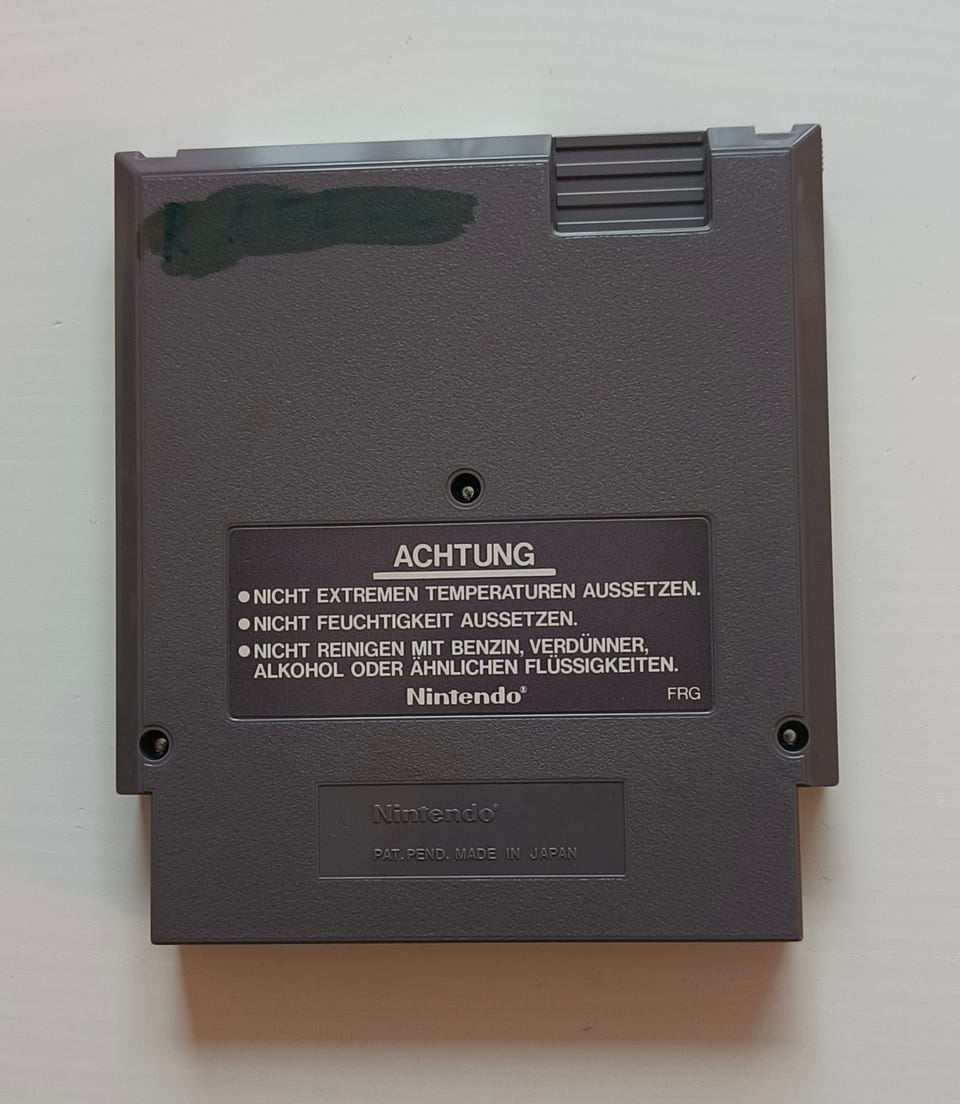 ACHTUNG
● NICHT EXTREMEN TEMPERATUREN AUSSETZEN.
● NICHT FEUCHTIGKEIT AUSSETZEN.
● NICHT REINIGEN MIT BENZIN, VERDÜNNER,
ALKOHOL ODER ÄHNLICHEN FLÜSSIGKEITEN.
Nintendo® FRG
Nintendo®
PAT. PEND. MADE IN JAPAN